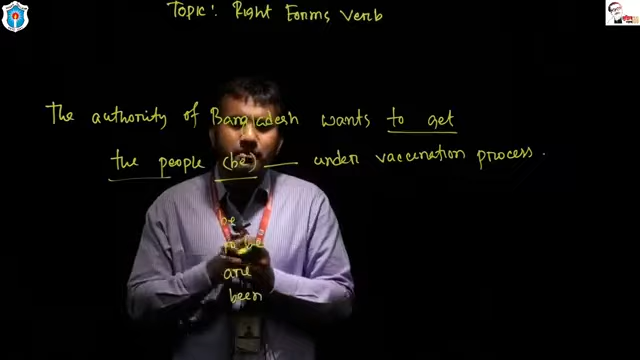 Topic: Right Forms Verb
The authority of Bangladesh wants to get
the people (be) ___ under vaccination process.
be
to be
are
been